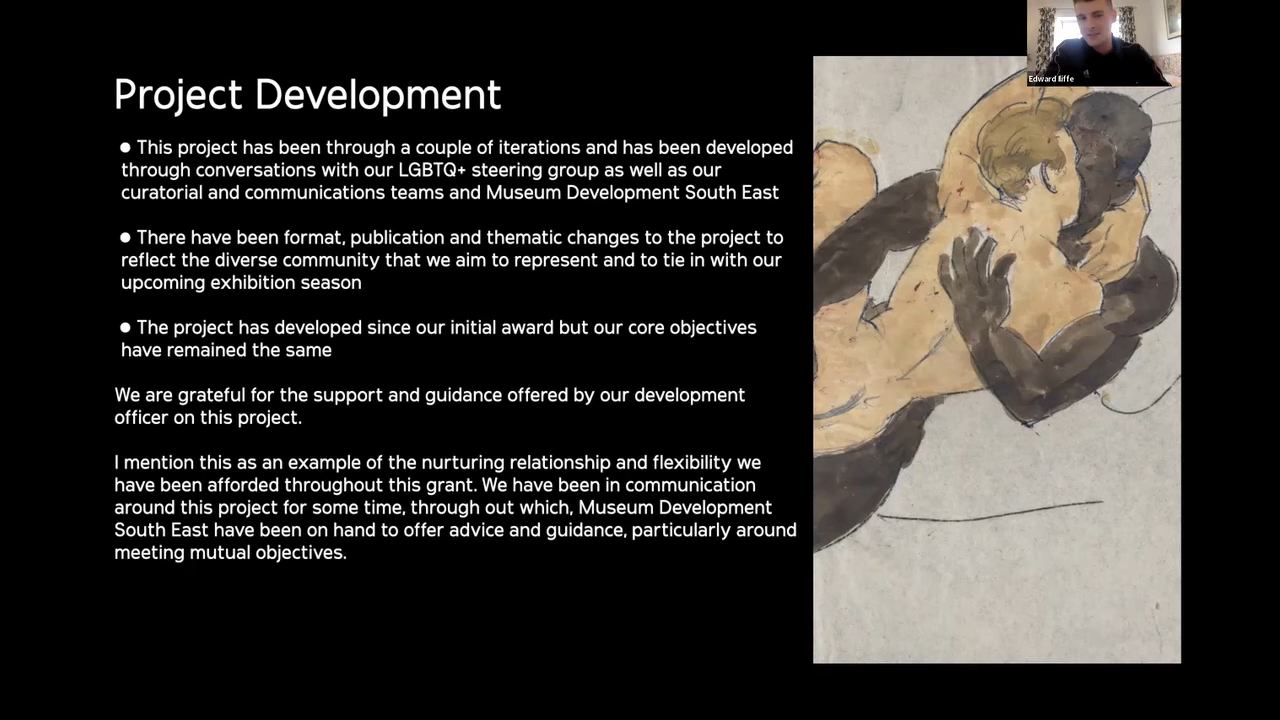 Edward Iliffe
Project Development
● This project has been through a couple of iterations and has been developed
through conversations with our LGBTQ+ steering group as well as our
curatorial and communications teams and Museum Development South East
● There have been format, publication and thematic changes to the project to
reflect the diverse community that we aim to represent and to tie in with our
upcoming exhibition season
● The project has developed since our initial award but our core objectives
have remained the same
We are grateful for the support and guidance offered by our development
officer on this project.
I mention this as an example of the nurturing relationship and flexibility we
have been afforded throughout this grant. We have been in communication
around this project for some time, through out which, Museum Development
South East have been on hand to offer advice and guidance, particularly around
meeting mutual objectives.